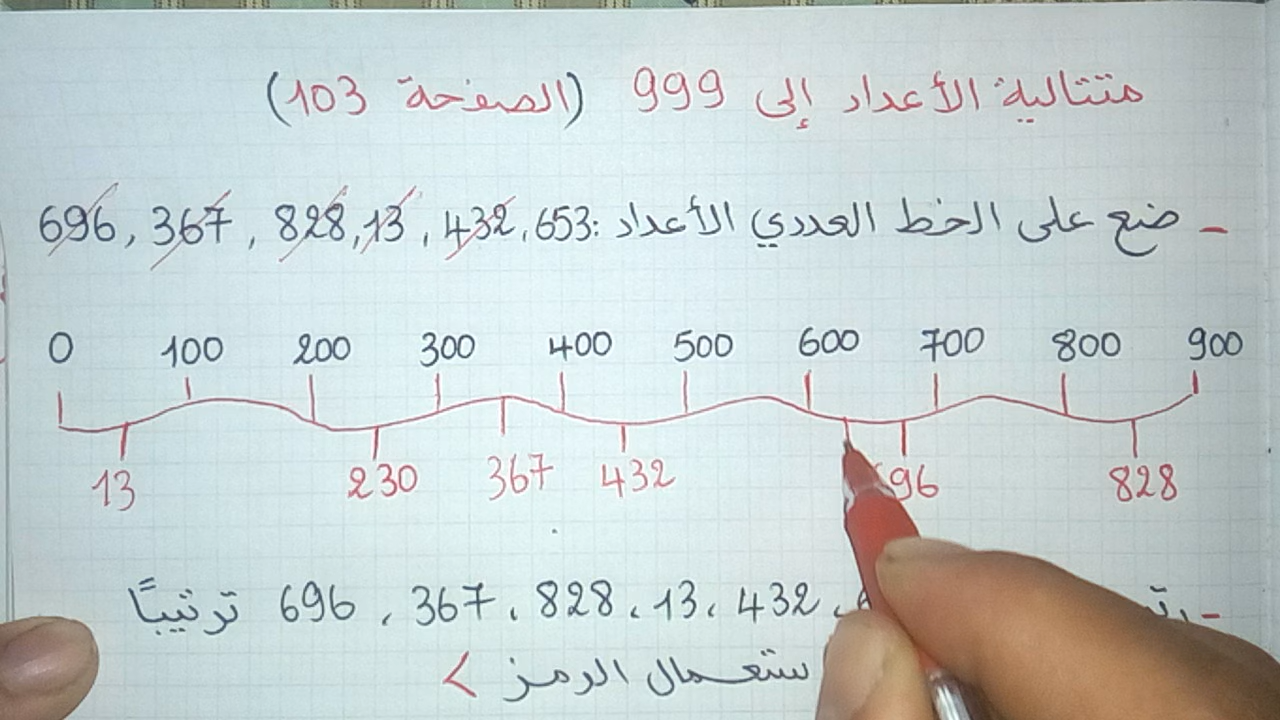 متتالية الأعداد إلى 999 (الصفحة 103)
- ضع على الخط العددي الأعداد: 653, 432, 13, 828, 367, 696
0 100 200 300 400 500 600 700 800 900
13 230 367 432 96 828
- 432، 13، 828، 367، 696 ترتيبًا
ستعمال الرمز >